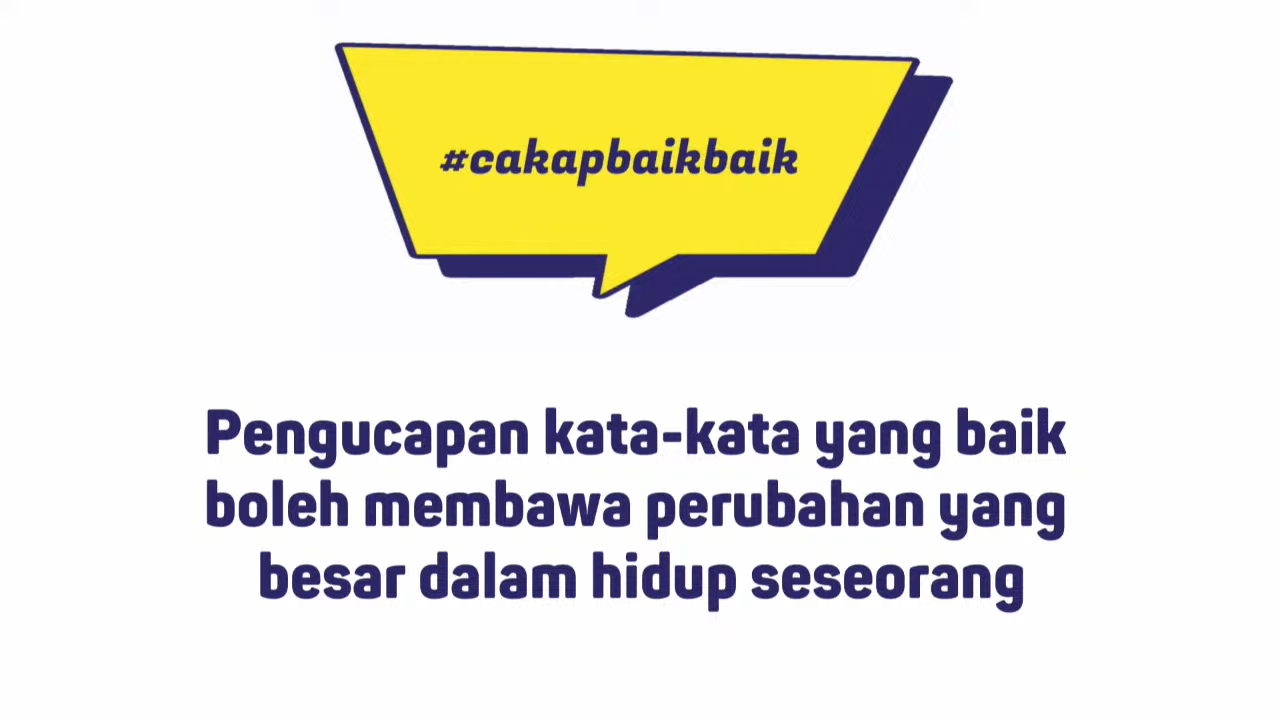 #cakapbaikbaik
Pengucapan kata-kata yang baik
boleh membawa perubahan yang
besar dalam hidup seseorang